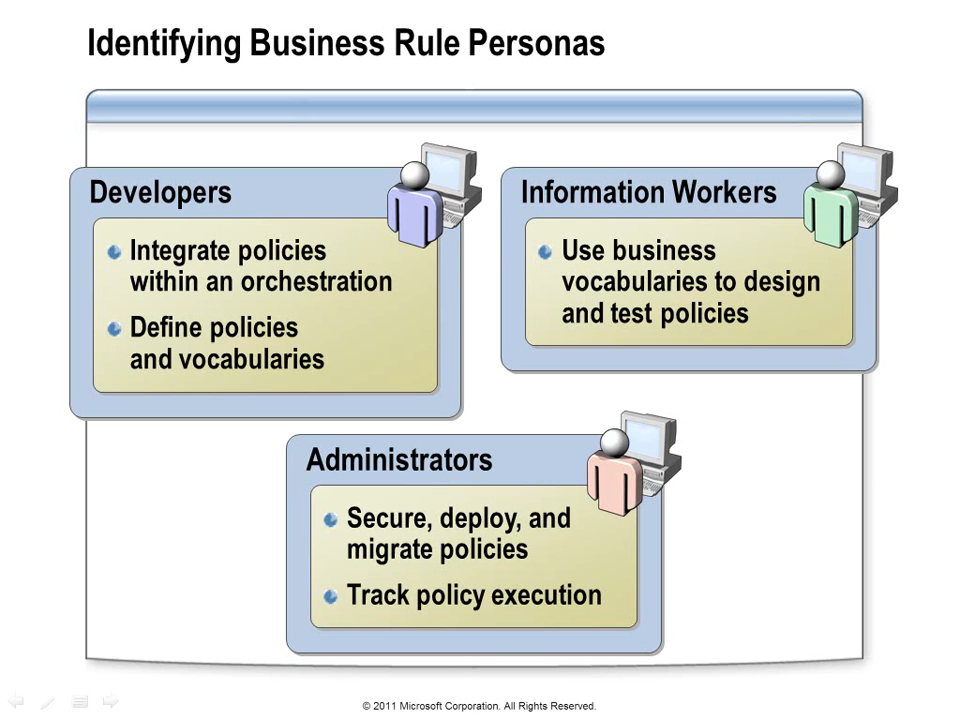 Identifying Business Rule Personas
Developers
Integrate policies
within an orchestration
Define policies
and vocabularies
Information Workers
Use business
vocabularies to design
and test policies
Administrators
Secure, deploy, and
migrate policies
Track policy execution
© 2011 Microsoft Corporation. All Rights Reserved.